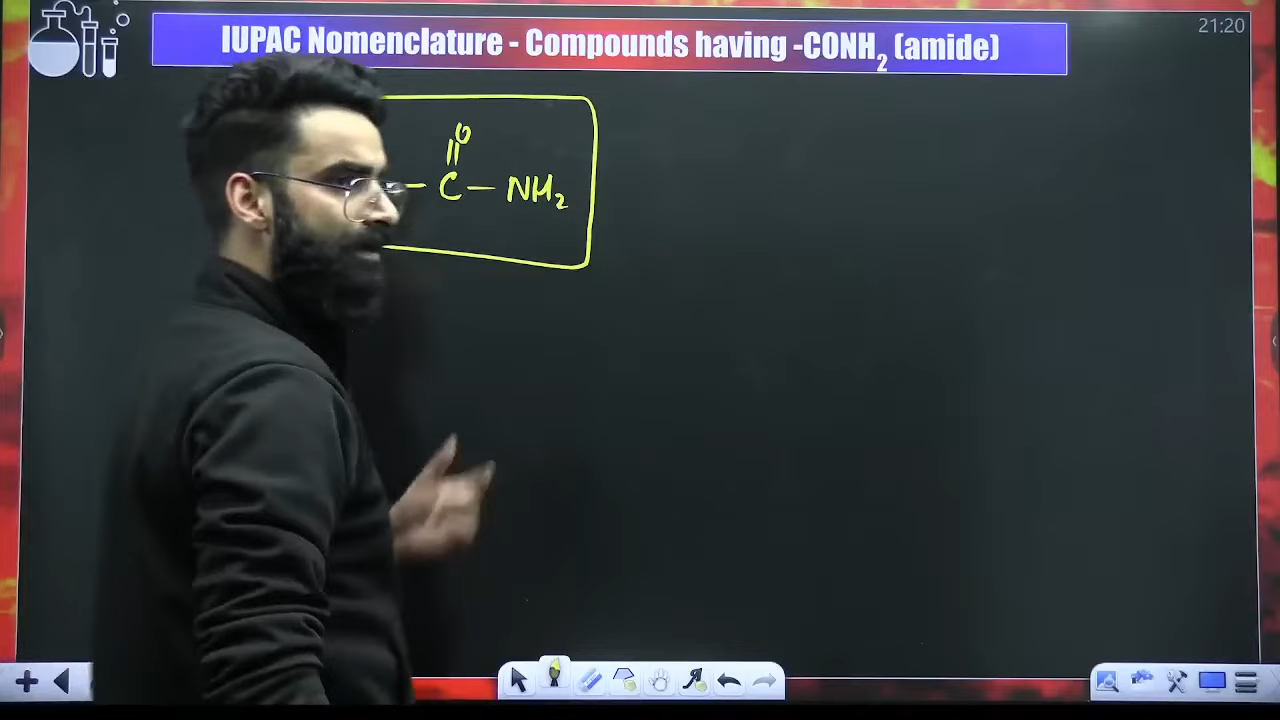 21:20
IUPAC Nomenclature - Compounds having -CONH₂ (amide)
O
||
— C — NH₂